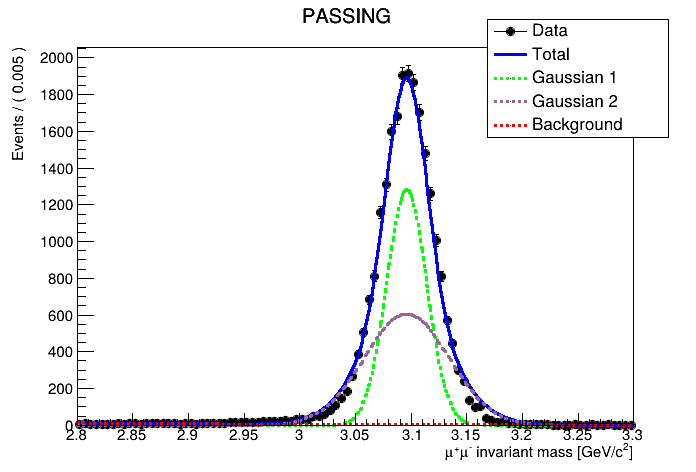 PASSING
Data
Total
Gaussian 1
Gaussian 2
Background
Events / ( 0.005 )
2000
1800
1600
1400
1200
1000
800
600
400
200
0
2.8 2.85 2.9 2.95 3 3.05 3.1 3.15 3.2 3.25 3.3
μ⁺μ⁻ invariant mass [GeV/c²]